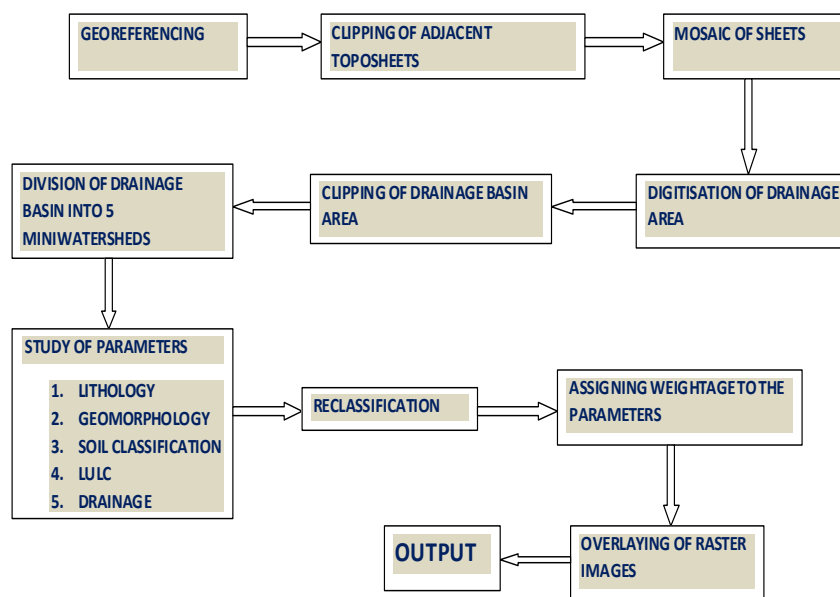 GEOREFERENCING
CLIPPING OF ADJACENT
TOPOSHEETS
MOSAIC OF SHEETS
DIGITISATION OF DRAINAGE
AREA
CLIPPING OF DRAINAGE BASIN
AREA
DIVISION OF DRAINAGE
BASIN INTO 5
MINIWATERSHEDS
STUDY OF PARAMETERS
1. LITHOLOGY
2. GEOMORPHOLOGY
3. SOIL CLASSIFICATION
4. LULC
5. DRAINAGE
RECLASSIFICATION
ASSIGNING WEIGHTAGE TO THE
PARAMETERS
OVERLAYING OF RASTER
IMAGES
OUTPUT